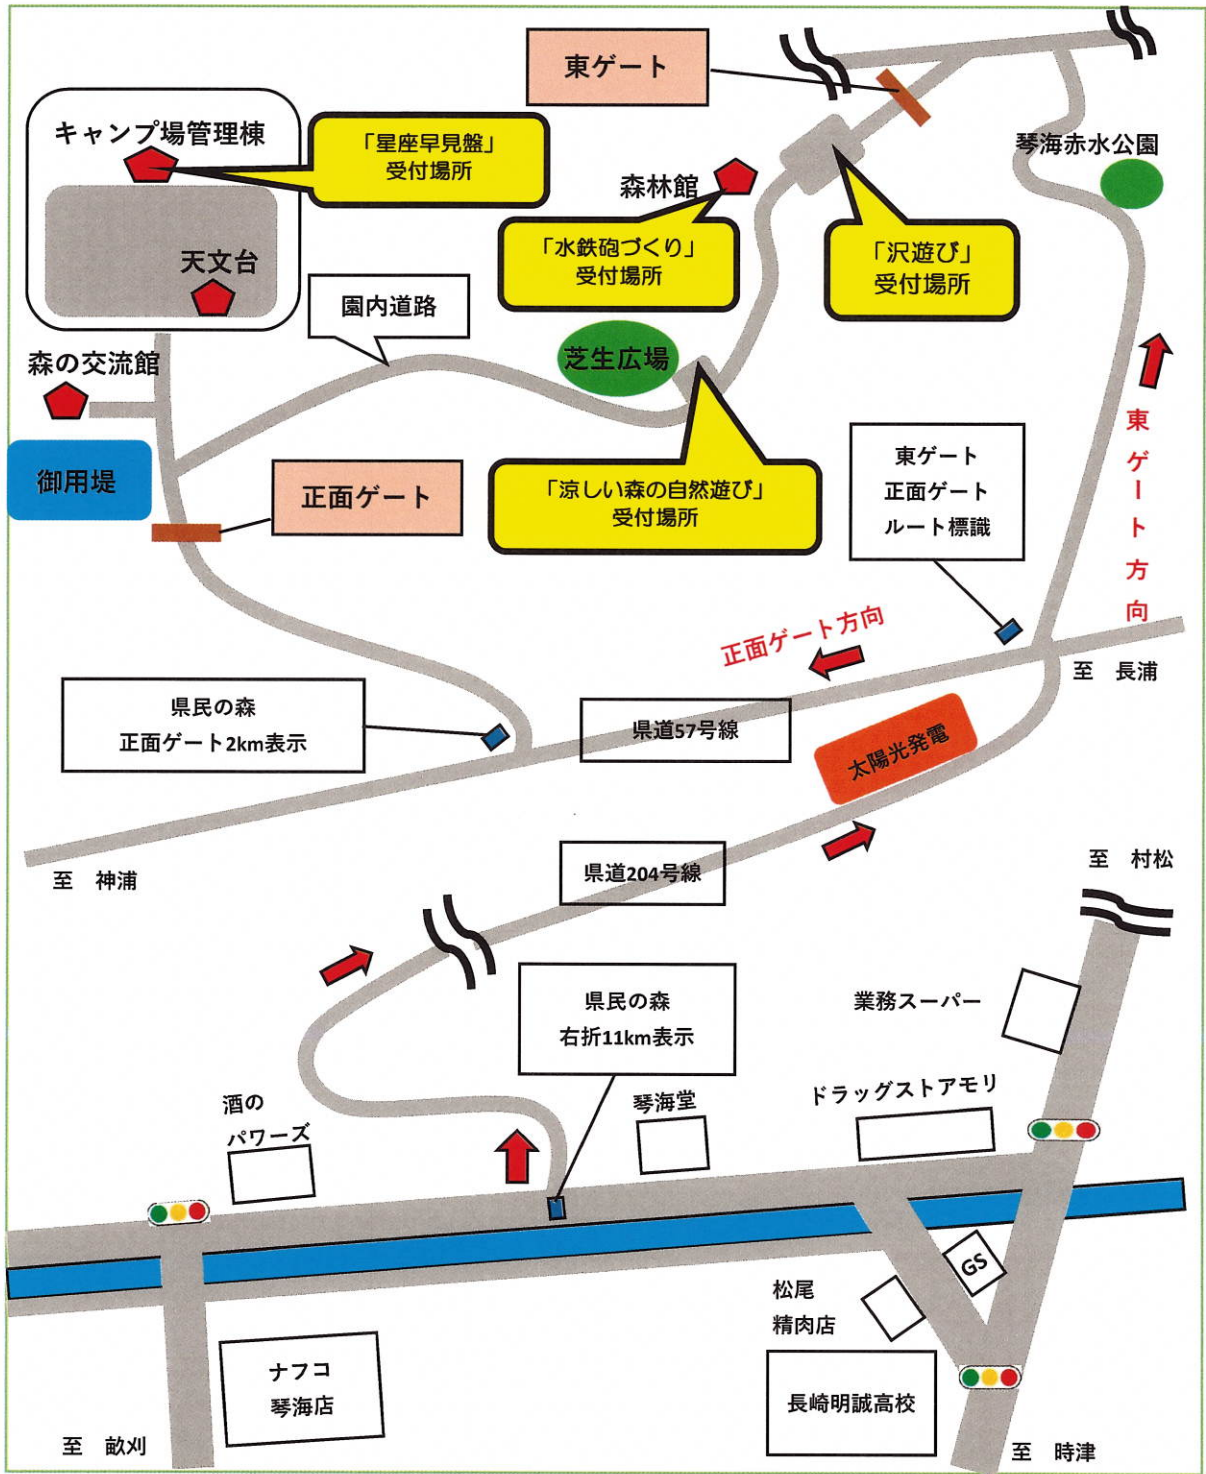 東ゲート
キャンプ場管理棟
「星座早見盤」
受付場所
琴海赤水公園
森林館
「水鉄砲づくり」
受付場所
「沢遊び」
受付場所
天文台
園内道路
芝生広場
森の交流館
御用堤
正面ゲート
「涼しい森の自然遊び」
受付場所
東ゲート
正面ゲート
ルート標識
東ゲート方向
正面ゲート方向
至 長浦
県民の森
正面ゲート2km表示
県道57号線
太陽光発電
県道204号線
至 神浦
至 村松
県民の森
右折11km表示
業務スーパー
ドラッグストアモリ
琴海堂
酒の
パワーズ
GS
松尾
精肉店
ナフコ
琴海店
長崎明誠高校
至 畝刈
至 時津